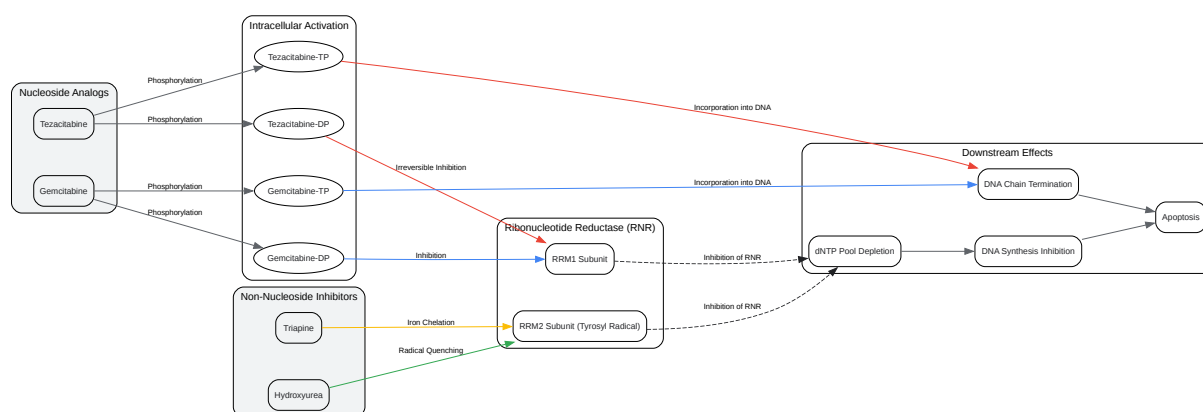 Intracellular Activation
Tezacitabine-TP
Phosphorylation
Nucleoside Analogs
Incorporation into DNA
Tezacitabine
Phosphorylation
Tezacitabine-DP
Downstream Effects
Irreversible Inhibition
Gemcitabine
Phosphorylation
Gemcitabine-TP
Incorporation into DNA
DNA Chain Termination
Phosphorylation
Apoptosis
Ribonucleotide Reductase (RNR)
Gemcitabine-DP
Inhibition
RRM1 Subunit
Inhibition of RNR
dNTP Pool Depletion
DNA Synthesis Inhibition
Non-Nucleoside Inhibitors
Inhibition of RNR
Triapine
Iron Chelation
RRM2 Subunit (Tyrosyl Radical)
Radical Quenching
Hydroxyurea